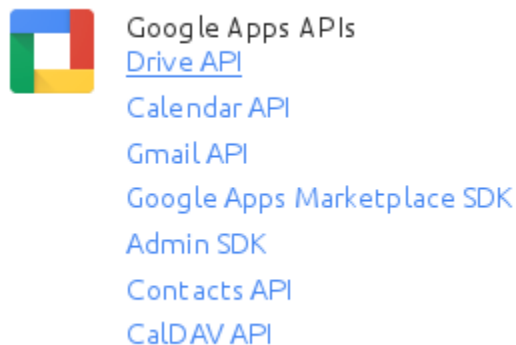 Google Apps APIs
Drive API
Calendar API
Gmail API
Google Apps Marketplace SDK
Admin SDK
Contacts API
CalDAV API